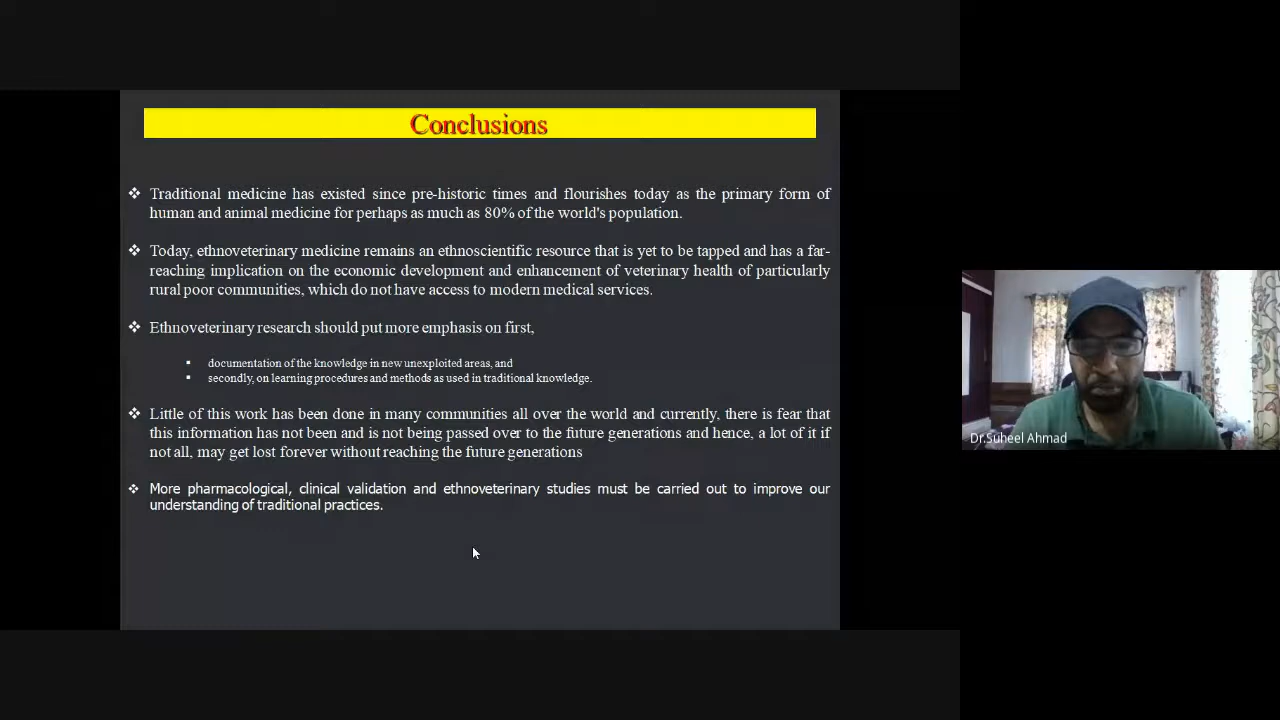 Conclusions
❖ Traditional medicine has existed since pre-historic times and flourishes today as the primary form of
human and animal medicine for perhaps as much as 80% of the world's population.
❖ Today, ethnoveterinary medicine remains an ethnoscientific resource that is yet to be tapped and has a far-
reaching implication on the economic development and enhancement of veterinary health of particularly
rural poor communities, which do not have access to modern medical services.
❖ Ethnoveterinary research should put more emphasis on first,
▪ documentation of the knowledge in new unexploited areas, and
▪ secondly, on learning procedures and methods as used in traditional knowledge.
❖ Little of this work has been done in many communities all over the world and currently, there is fear that
this information has not been and is not being passed over to the future generations and hence, a lot of it if
not all, may get lost forever without reaching the future generations
❖ More pharmacological, clinical validation and ethnoveterinary studies must be carried out to improve our
understanding of traditional practices.
Dr.Suheel Ahmad